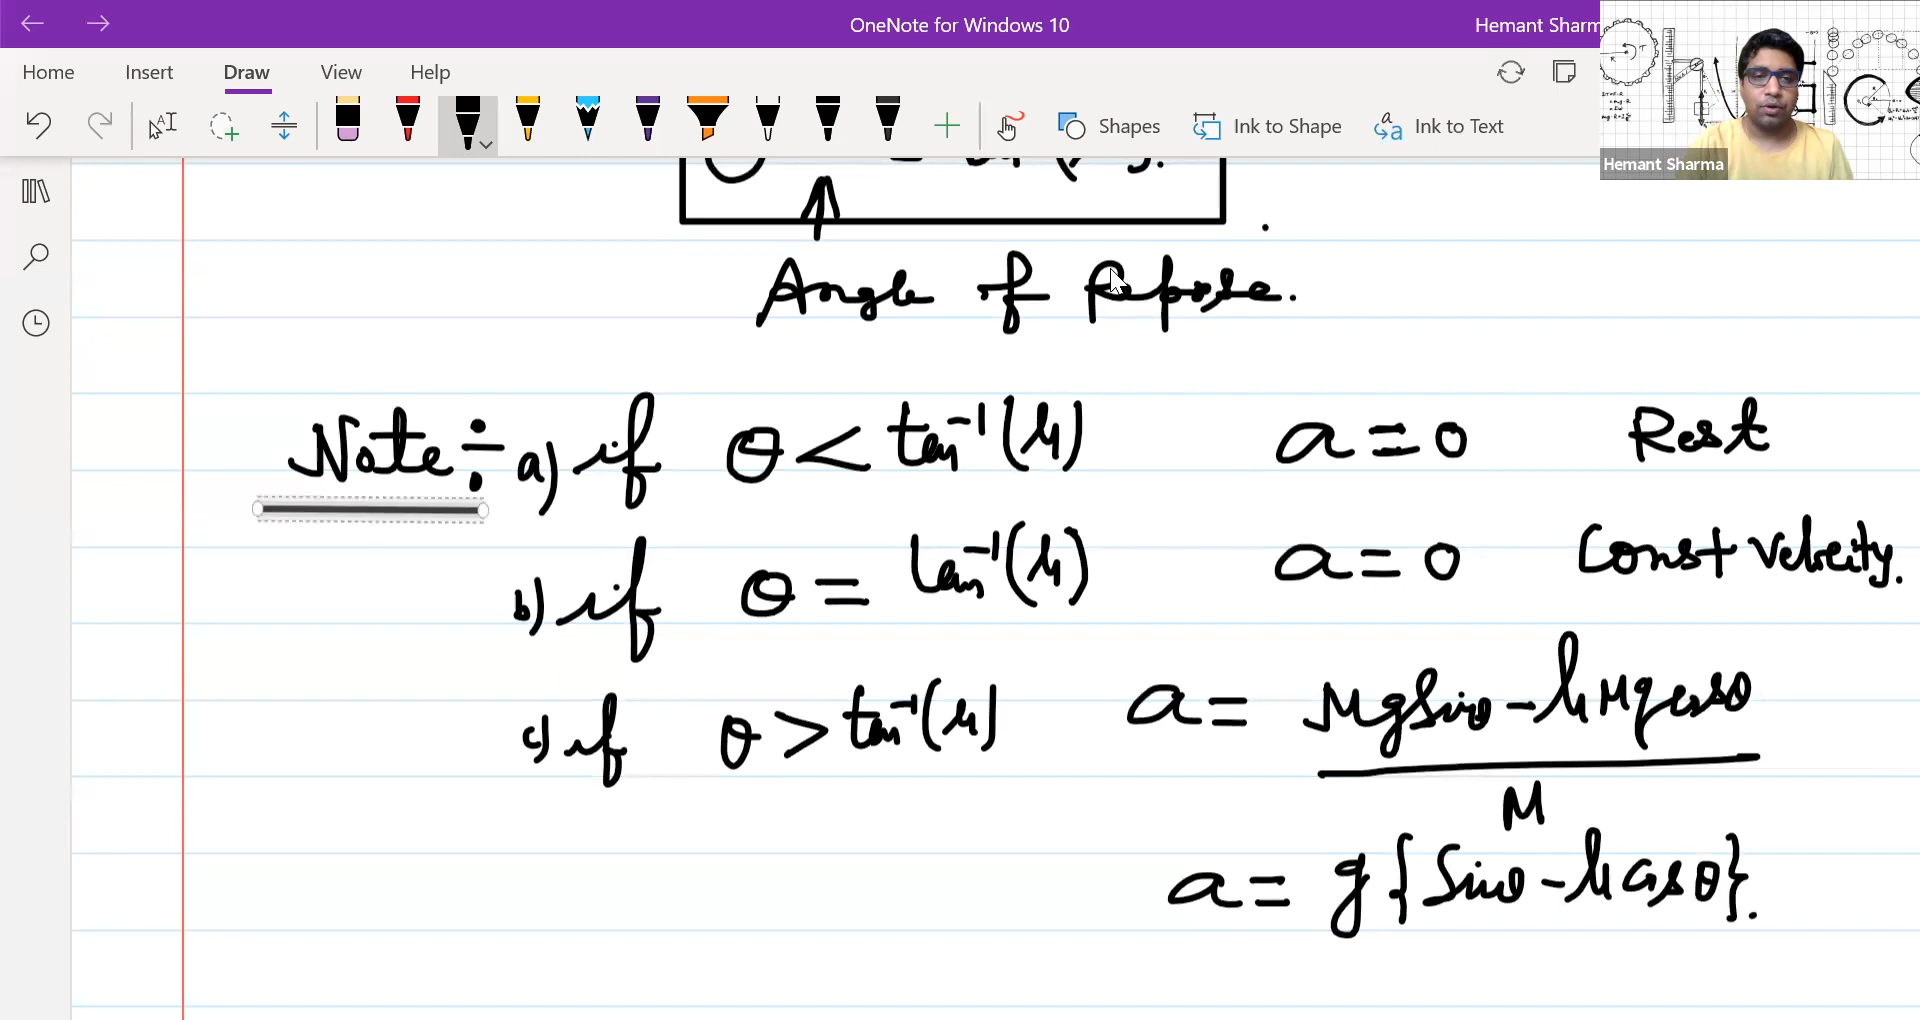 OneNote for Windows 10
Hemant Sharm
Home Insert Draw View Help
Shapes Ink to Shape Ink to Text
Hemant Sharma
Angle of Repose.
Note ÷ a) if θ < tan⁻¹(μ) a = 0 Rest
b) if θ = tan⁻¹(μ) a = 0 Const velocity.
c) if θ > tan⁻¹(μ) a = Mg Sinθ - μ Mg cosθ
M
a = g{Sinθ - μ Cosθ}.